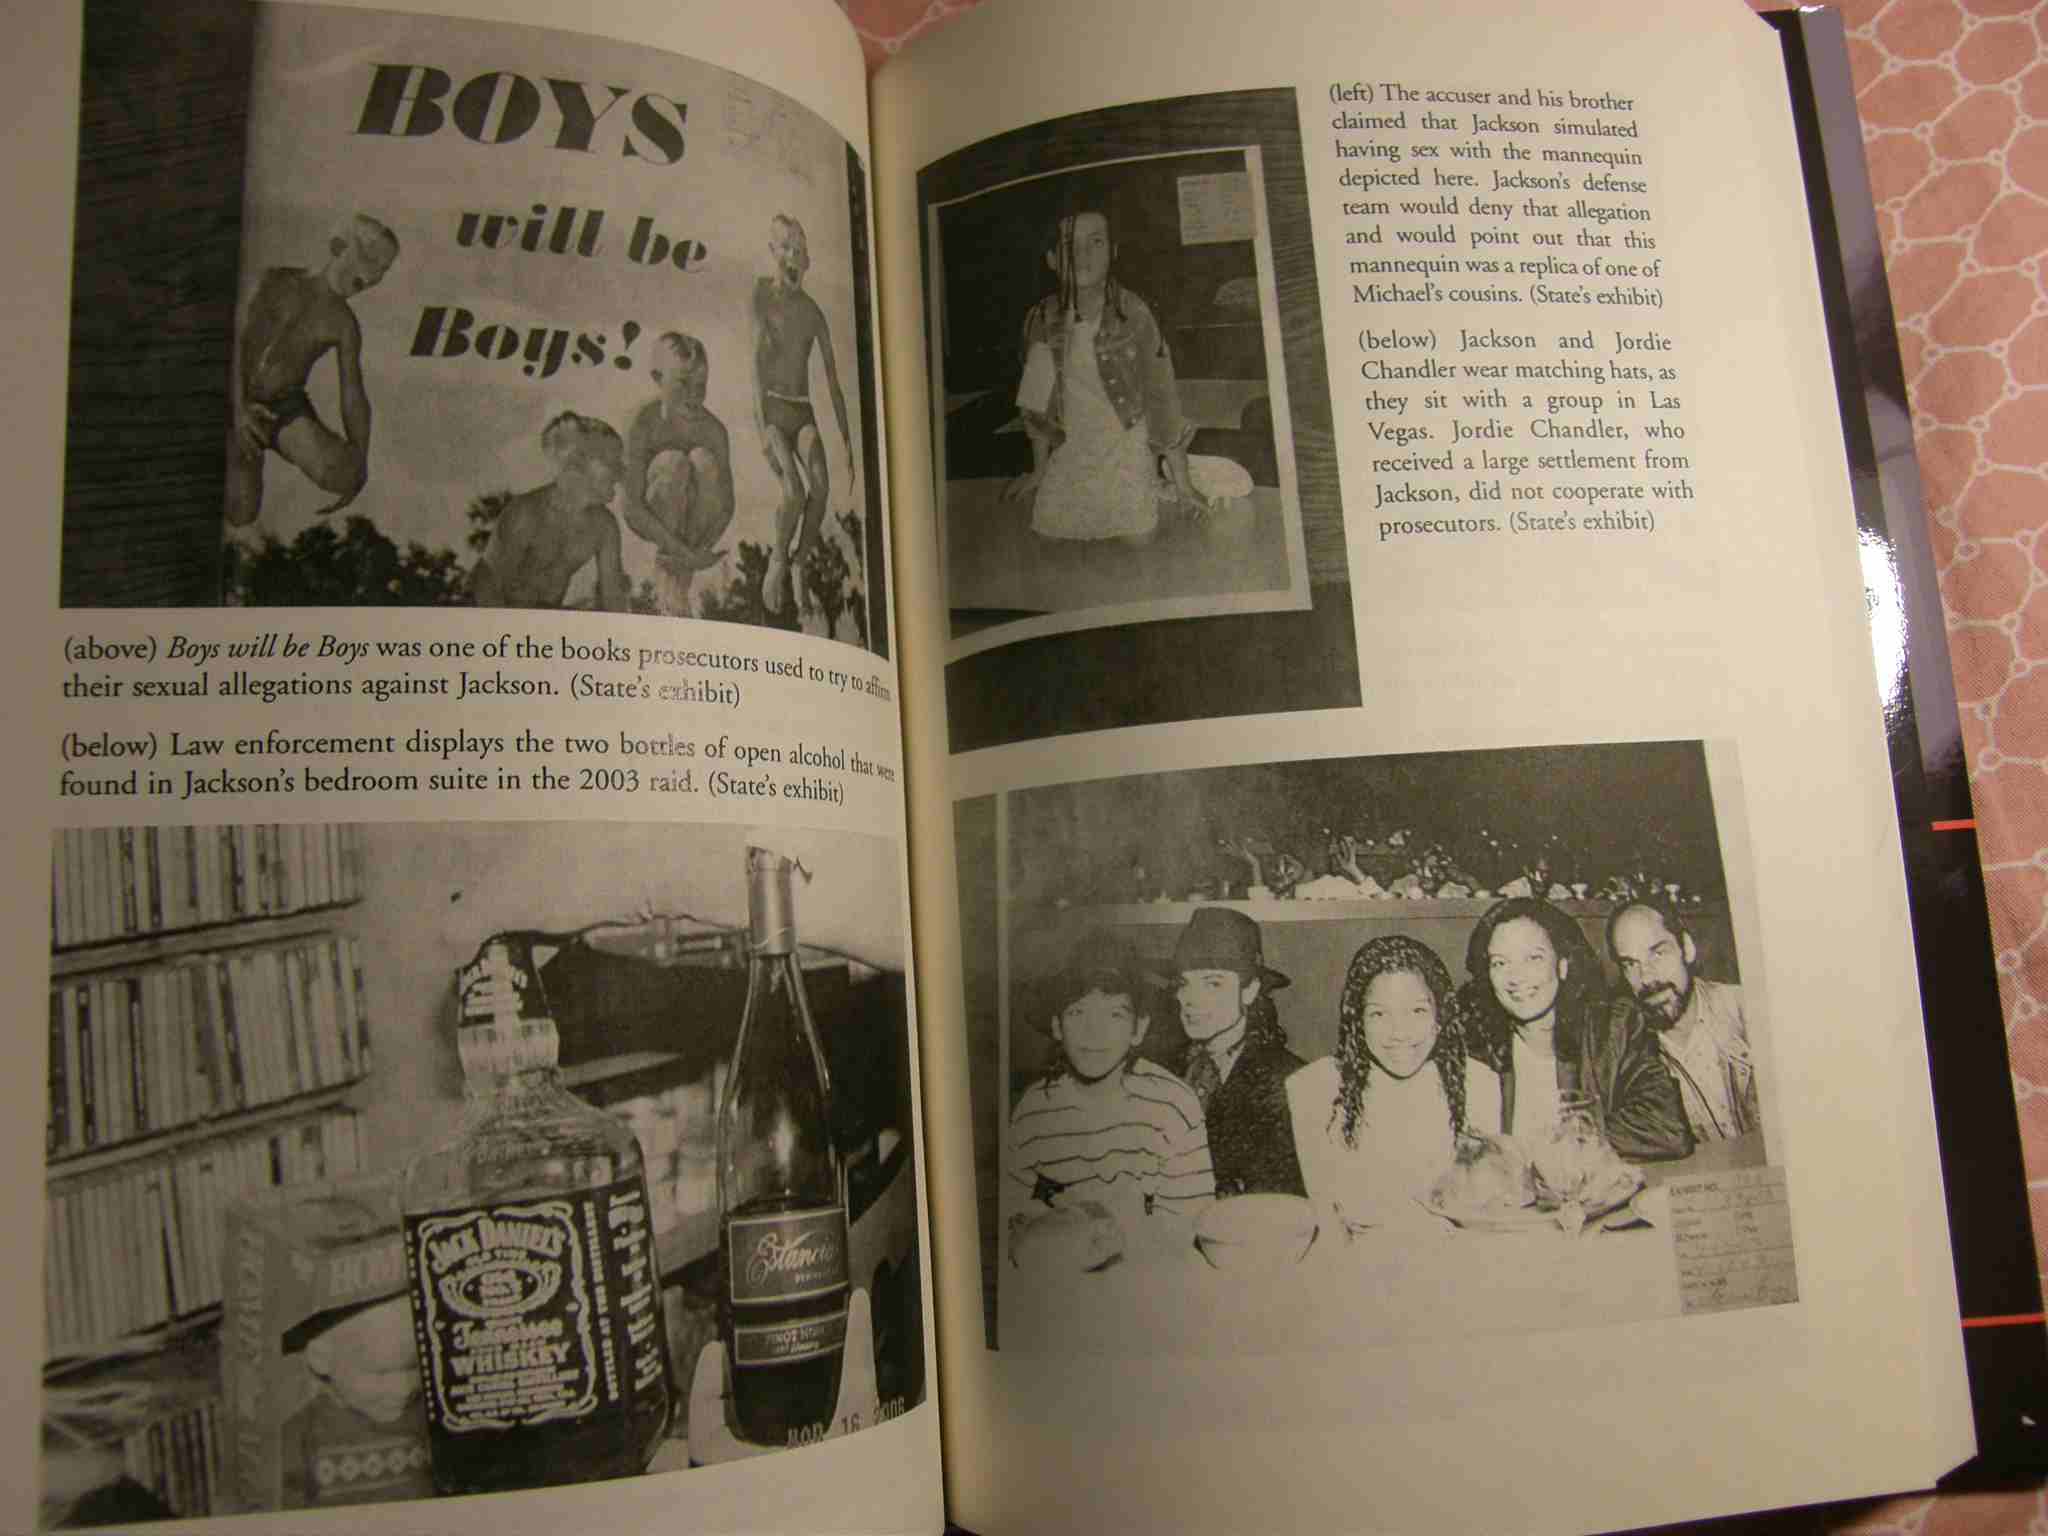 BOYS
will be
Boys!
(above) Boys will be Boys was one of the books prosecutors used to try to affirm
their sexual allegations against Jackson. (State's exhibit)
(below) Law enforcement displays the two bottles of open alcohol that were
found in Jackson's bedroom suite in the 2003 raid. (State's exhibit)
JACK DANIEL'S
OLD TIME
Tennessee
WHISKEY
Estancia
PINOT
(left) The accuser and his brother
claimed that Jackson simulated
having sex with the mannequin
depicted here. Jackson's defense
team would deny that allegation
and would point out that this
mannequin was a replica of one of
Michael's cousins. (State's exhibit)
(below) Jackson and Jordie
Chandler wear matching hats, as
they sit with a group in Las
Vegas. Jordie Chandler, who
received a large settlement from
Jackson, did not cooperate with
prosecutors. (State's exhibit)